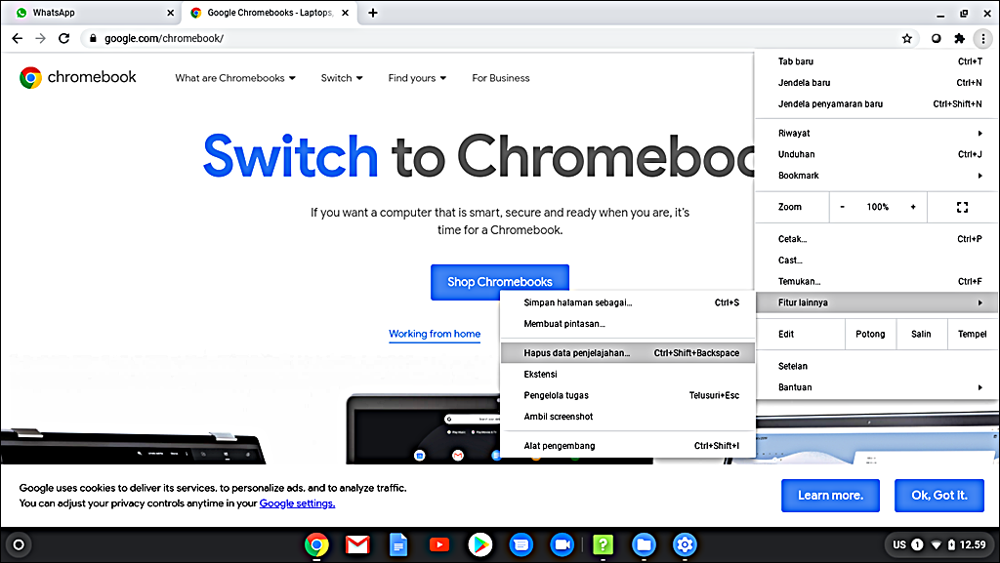 WhatsApp
Google Chromebooks - Laptops,
google.com/chromebook/
chromebook
What are Chromebooks
Switch
Find yours
For Business
Switch to
If you want a computer that is smart, secure and ready when you are, it's
time for a Chromebook.
Shop Chromebooks
Working from home
Tab baru Ctrl+T
Jendela baru Ctrl+N
Jendela penyamaran baru Ctrl+Shift+N
Riwayat
Unduhan Ctrl+J
Bookmark
Zoom - 100% +
Cetak... Ctrl+P
Cast...
Temukan... Ctrl+F
Fitur lainnya
Edit Potong Salin Tempel
Setelan
Bantuan
Simpan halaman sebagai... Ctrl+S
Membuat pintasan...
Hapus data penjelajahan... Ctrl+Shift+Backspace
Ekstensi
Pengelola tugas Telusuri+Esc
Ambil screenshot
Alat pengembang Ctrl+Shift+I
Google uses cookies to deliver its services, to personalize ads, and to analyze traffic.
You can adjust your privacy controls anytime in your Google settings.
Learn more.
Ok, Got it.
US 1 12.59